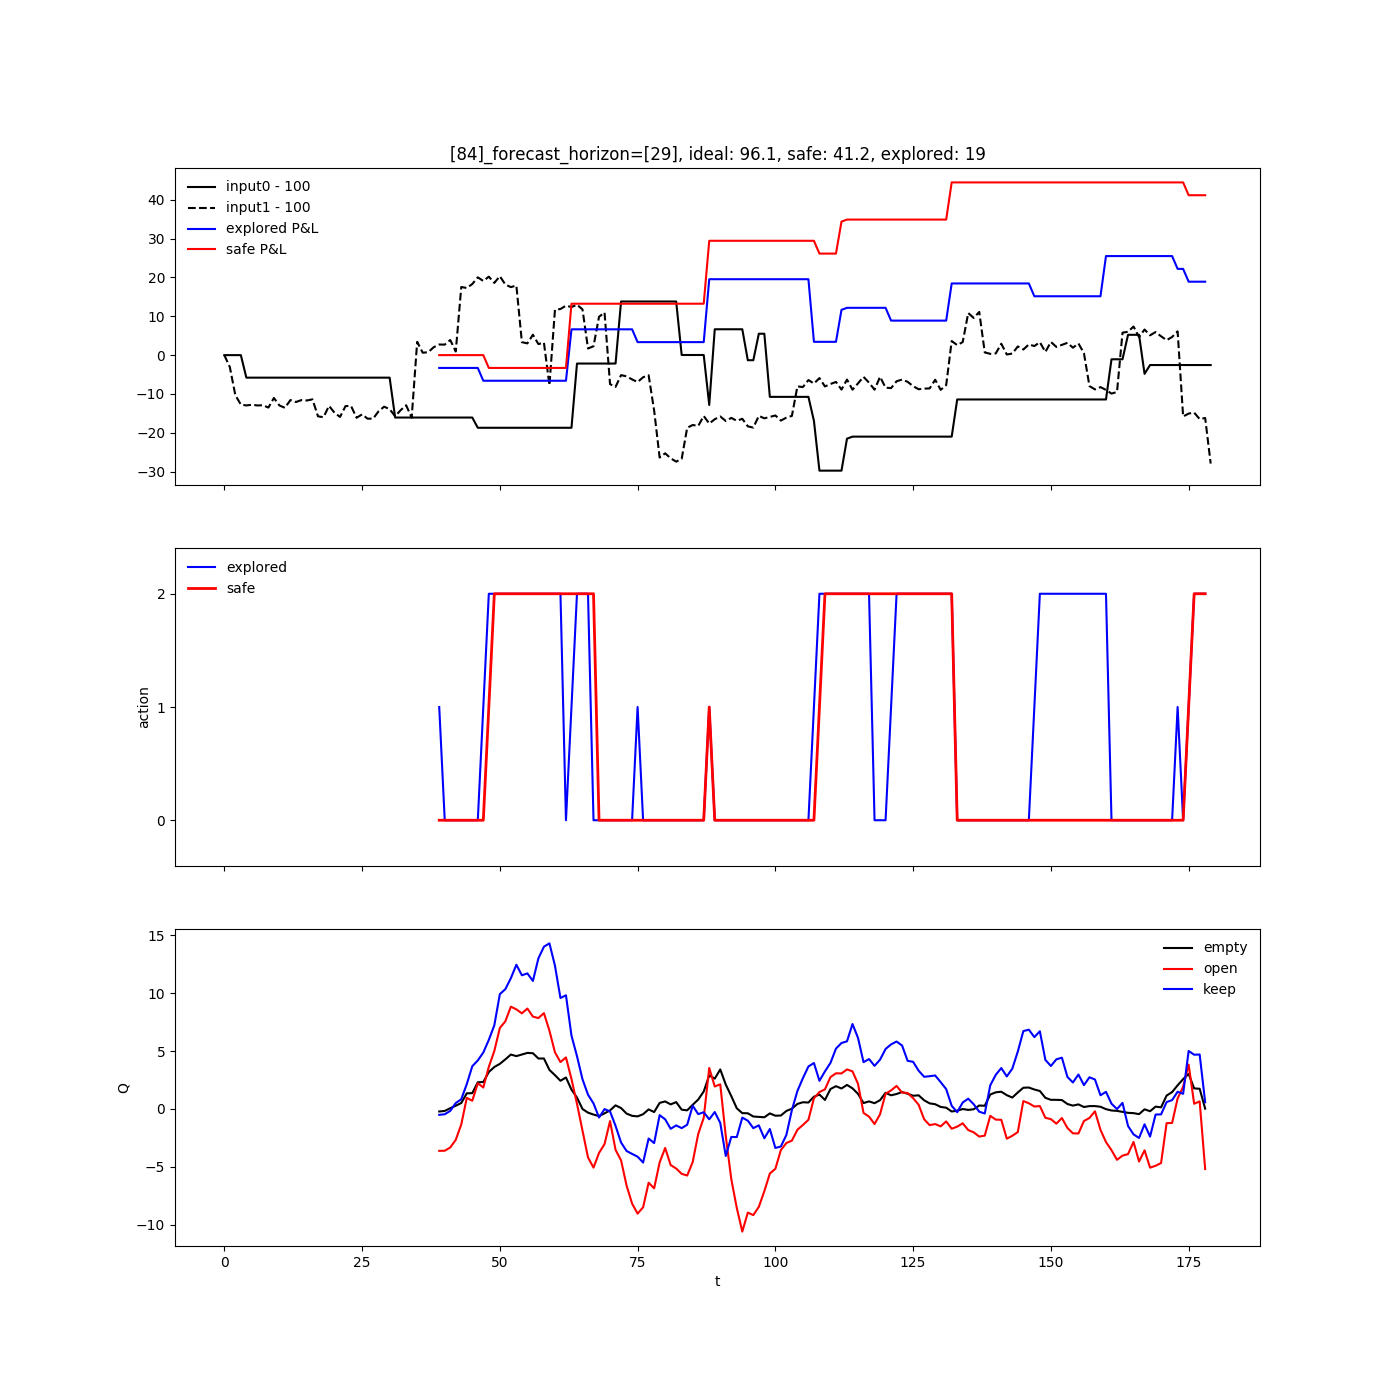 [84]_forecast_horizon=[29], ideal: 96.1, safe: 41.2, explored: 19
input0 - 100
input1 - 100
explored P&L
safe P&L
40
30
20
10
0
−10
−20
−30
explored
safe
2
1
0
action
empty
open
keep
15
10
5
0
−5
−10
Q
0 25 50 75 100 125 150 175
t